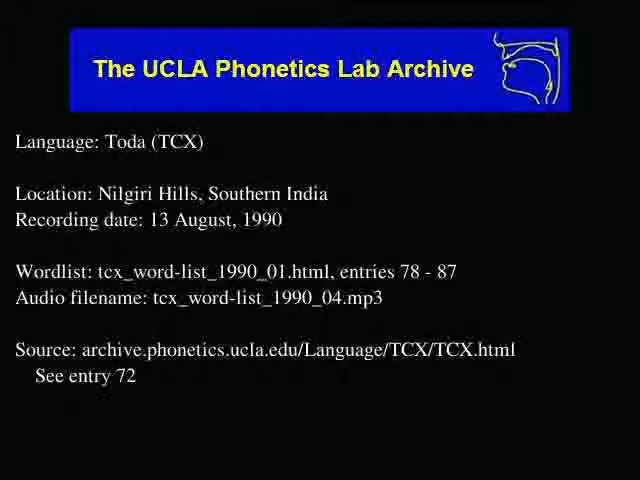 The UCLA Phonetics Lab Archive
Language: Toda (TCX)
Location: Nilgiri Hills, Southern India
Recording date: 13 August, 1990
Wordlist: tcx_word-list_1990_01.html, entries 78 - 87
Audio filename: tcx_word-list_1990_04.mp3
Source: archive.phonetics.ucla.edu/Language/TCX/TCX.html
See entry 72